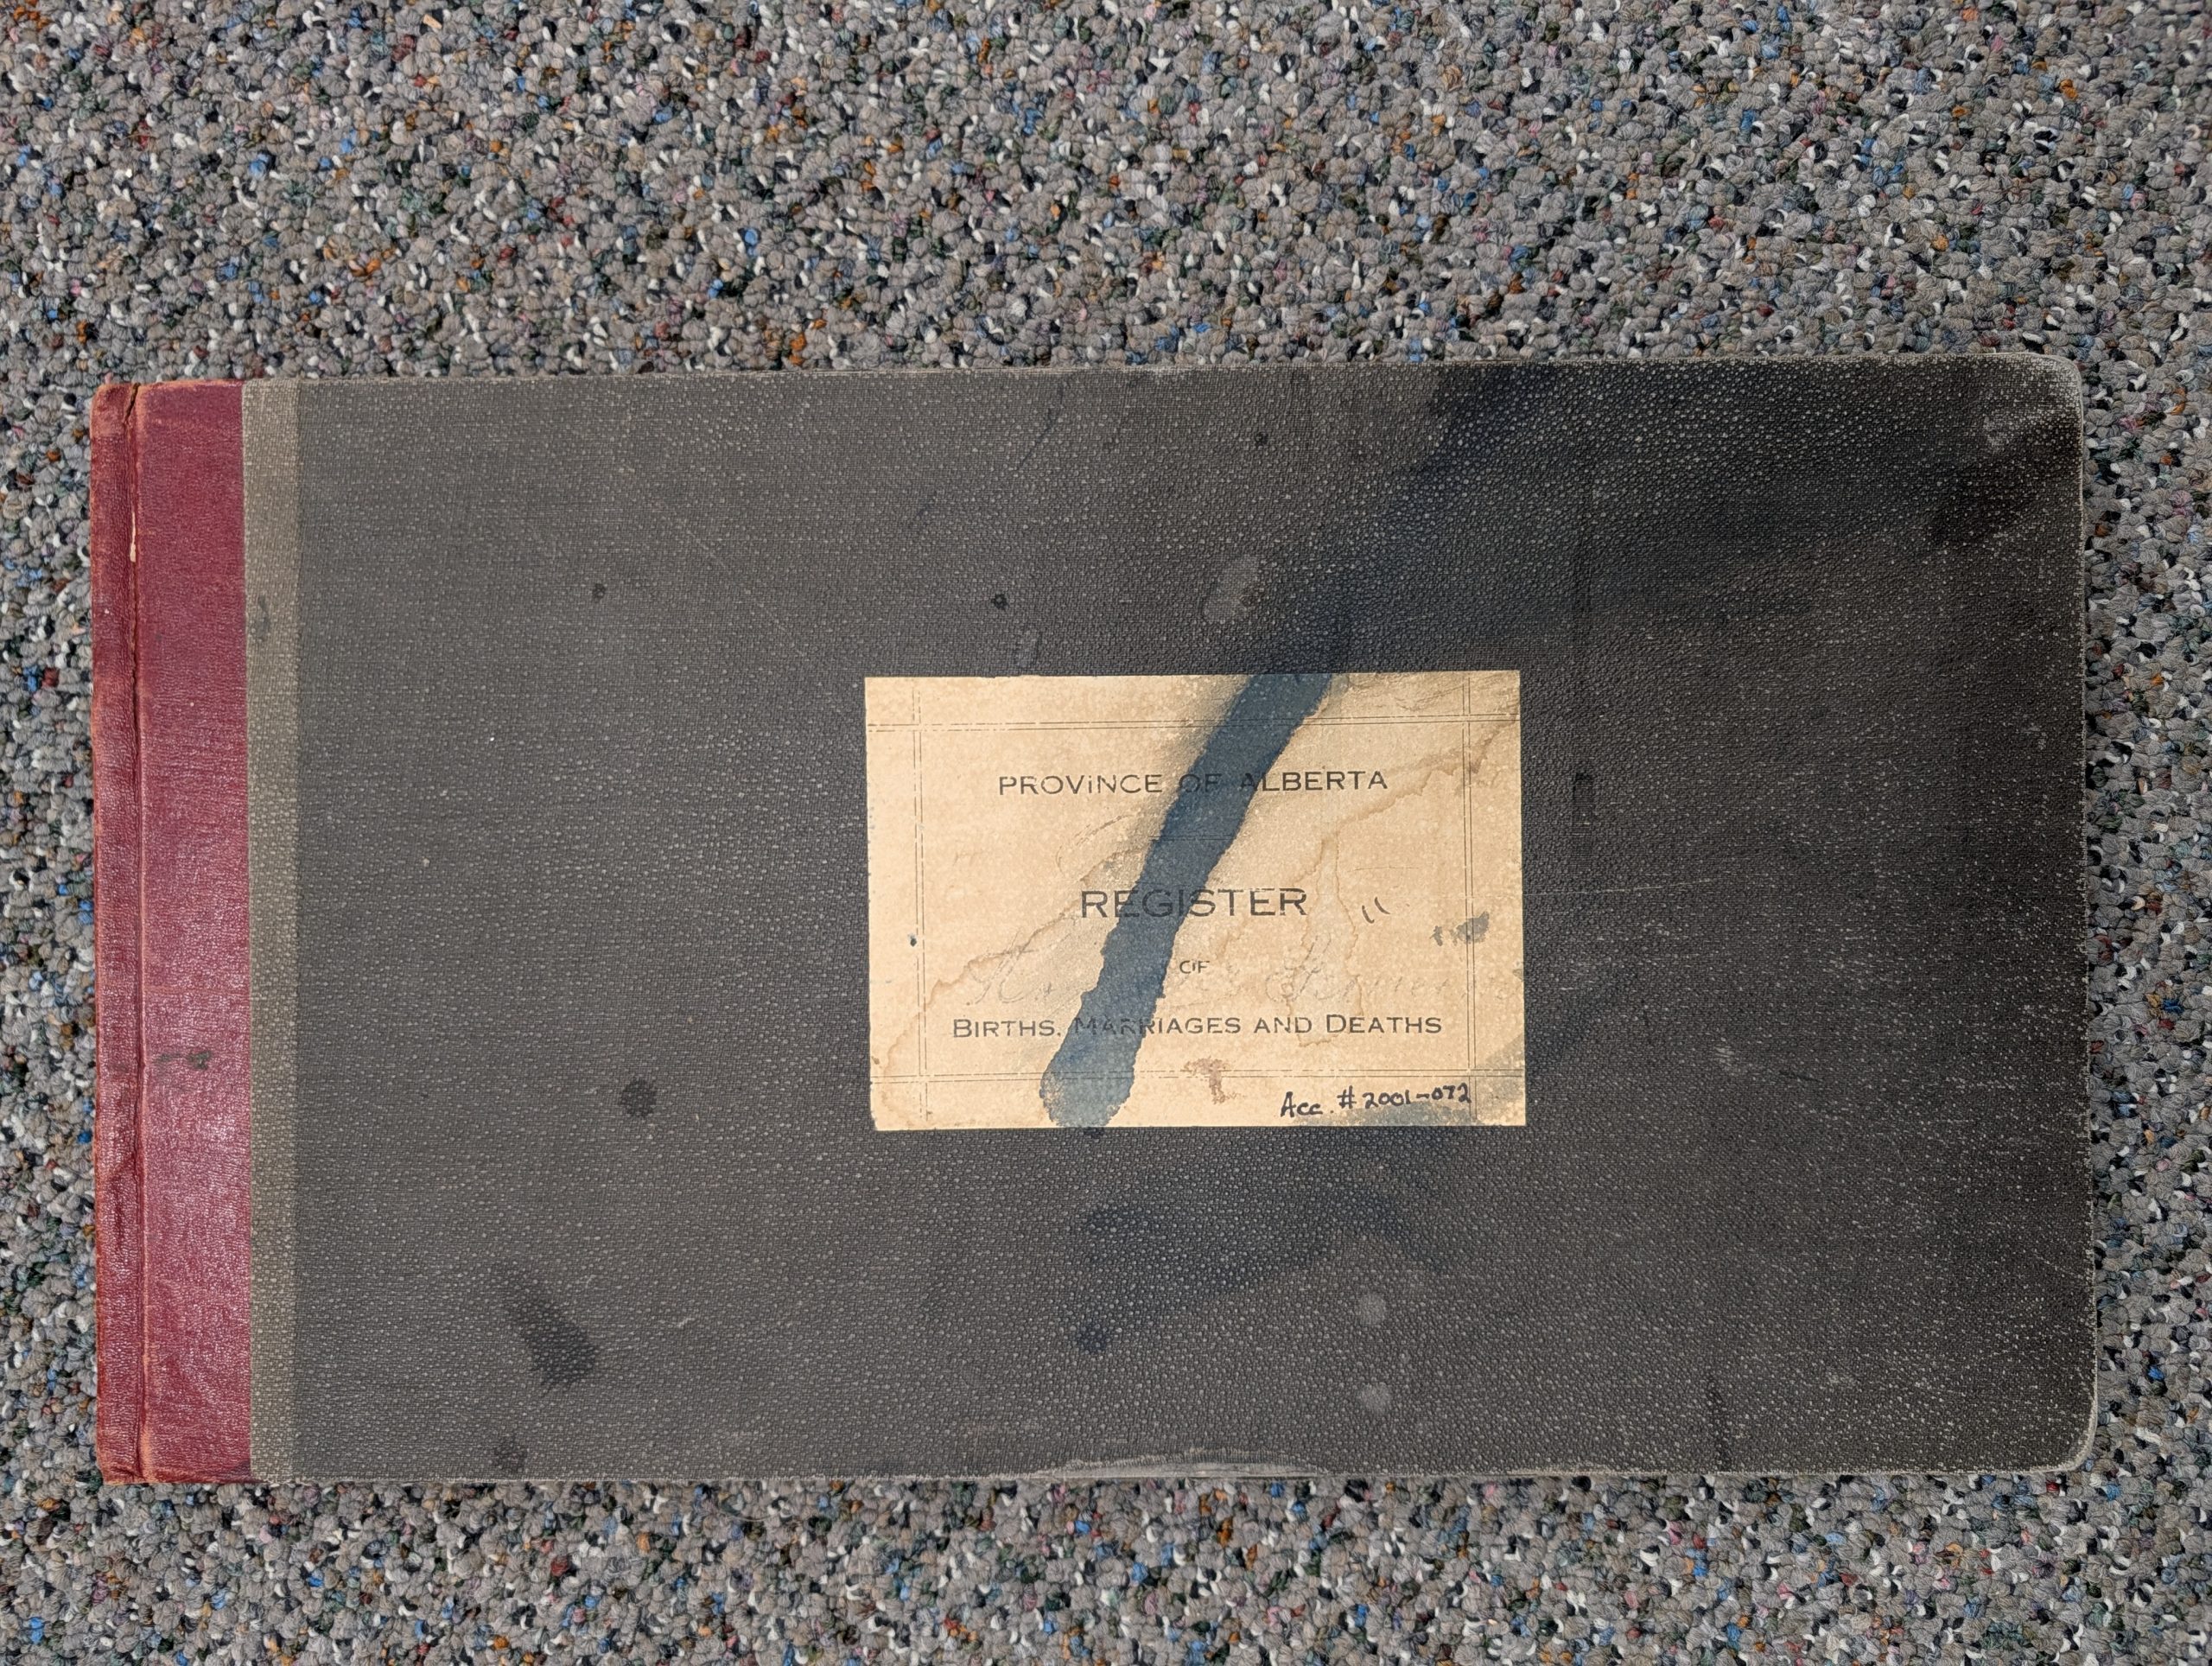 PROVINCE OF ALBERTA
REGISTER
OF
BIRTHS, MARRIAGES AND DEATHS
Acc. # 2001-072